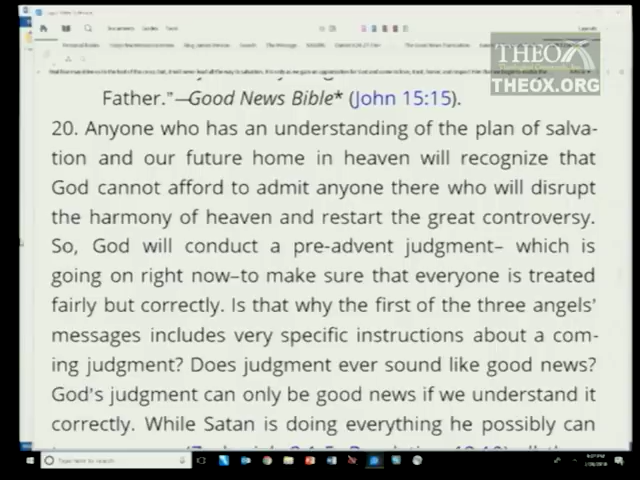 THEOX
THEOX.ORG
Father."—Good News Bible* (John 15:15).
20. Anyone who has an understanding of the plan of salva-
tion and our future home in heaven will recognize that
God cannot afford to admit anyone there who will disrupt
the harmony of heaven and restart the great controversy.
So, God will conduct a pre-advent judgment– which is
going on right now–to make sure that everyone is treated
fairly but correctly. Is that why the first of the three angels'
messages includes very specific instructions about a com-
ing judgment? Does judgment ever sound like good news?
God's judgment can only be good news if we understand it
correctly. While Satan is doing everything he possibly can
Type here to search